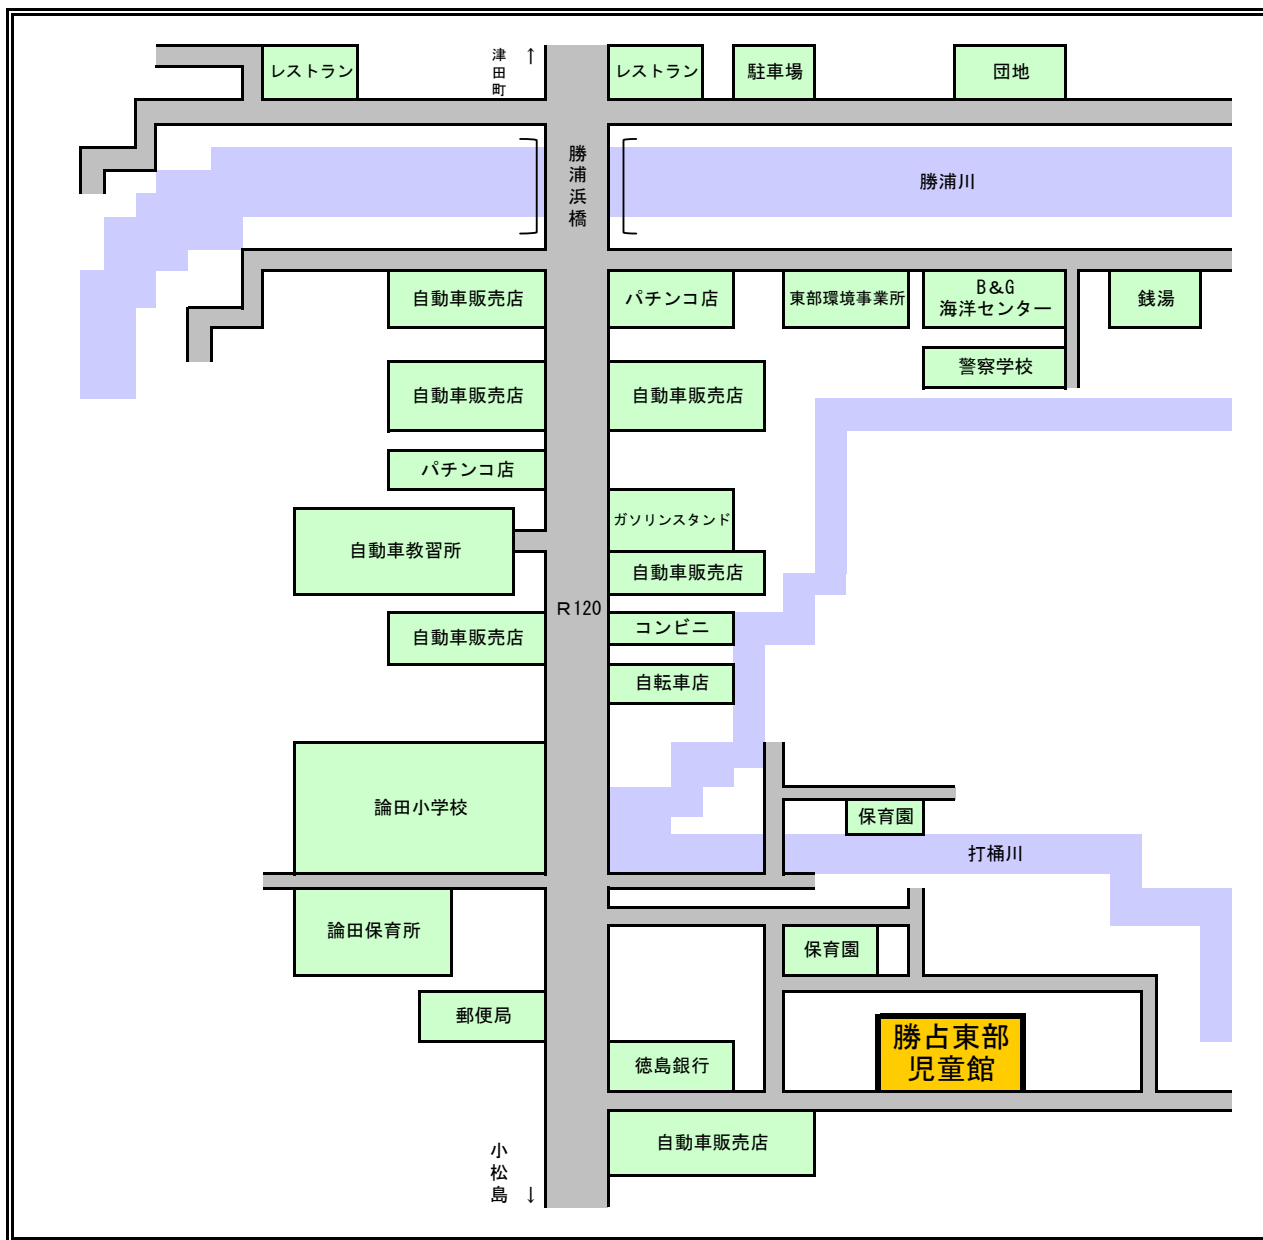 津田町 ↑
レストラン
レストラン
駐車場
団地
勝浦浜橋
勝浦川
自動車販売店
パチンコ店
東部環境事業所
B&G
海洋センター
銭湯
警察学校
自動車販売店
自動車販売店
パチンコ店
ガソリンスタンド
自動車教習所
自動車販売店
R120
コンビニ
自動車販売店
自転車店
論田小学校
保育園
打桶川
論田保育所
保育園
郵便局
勝占東部
児童館
徳島銀行
自動車販売店
小松島 ↓